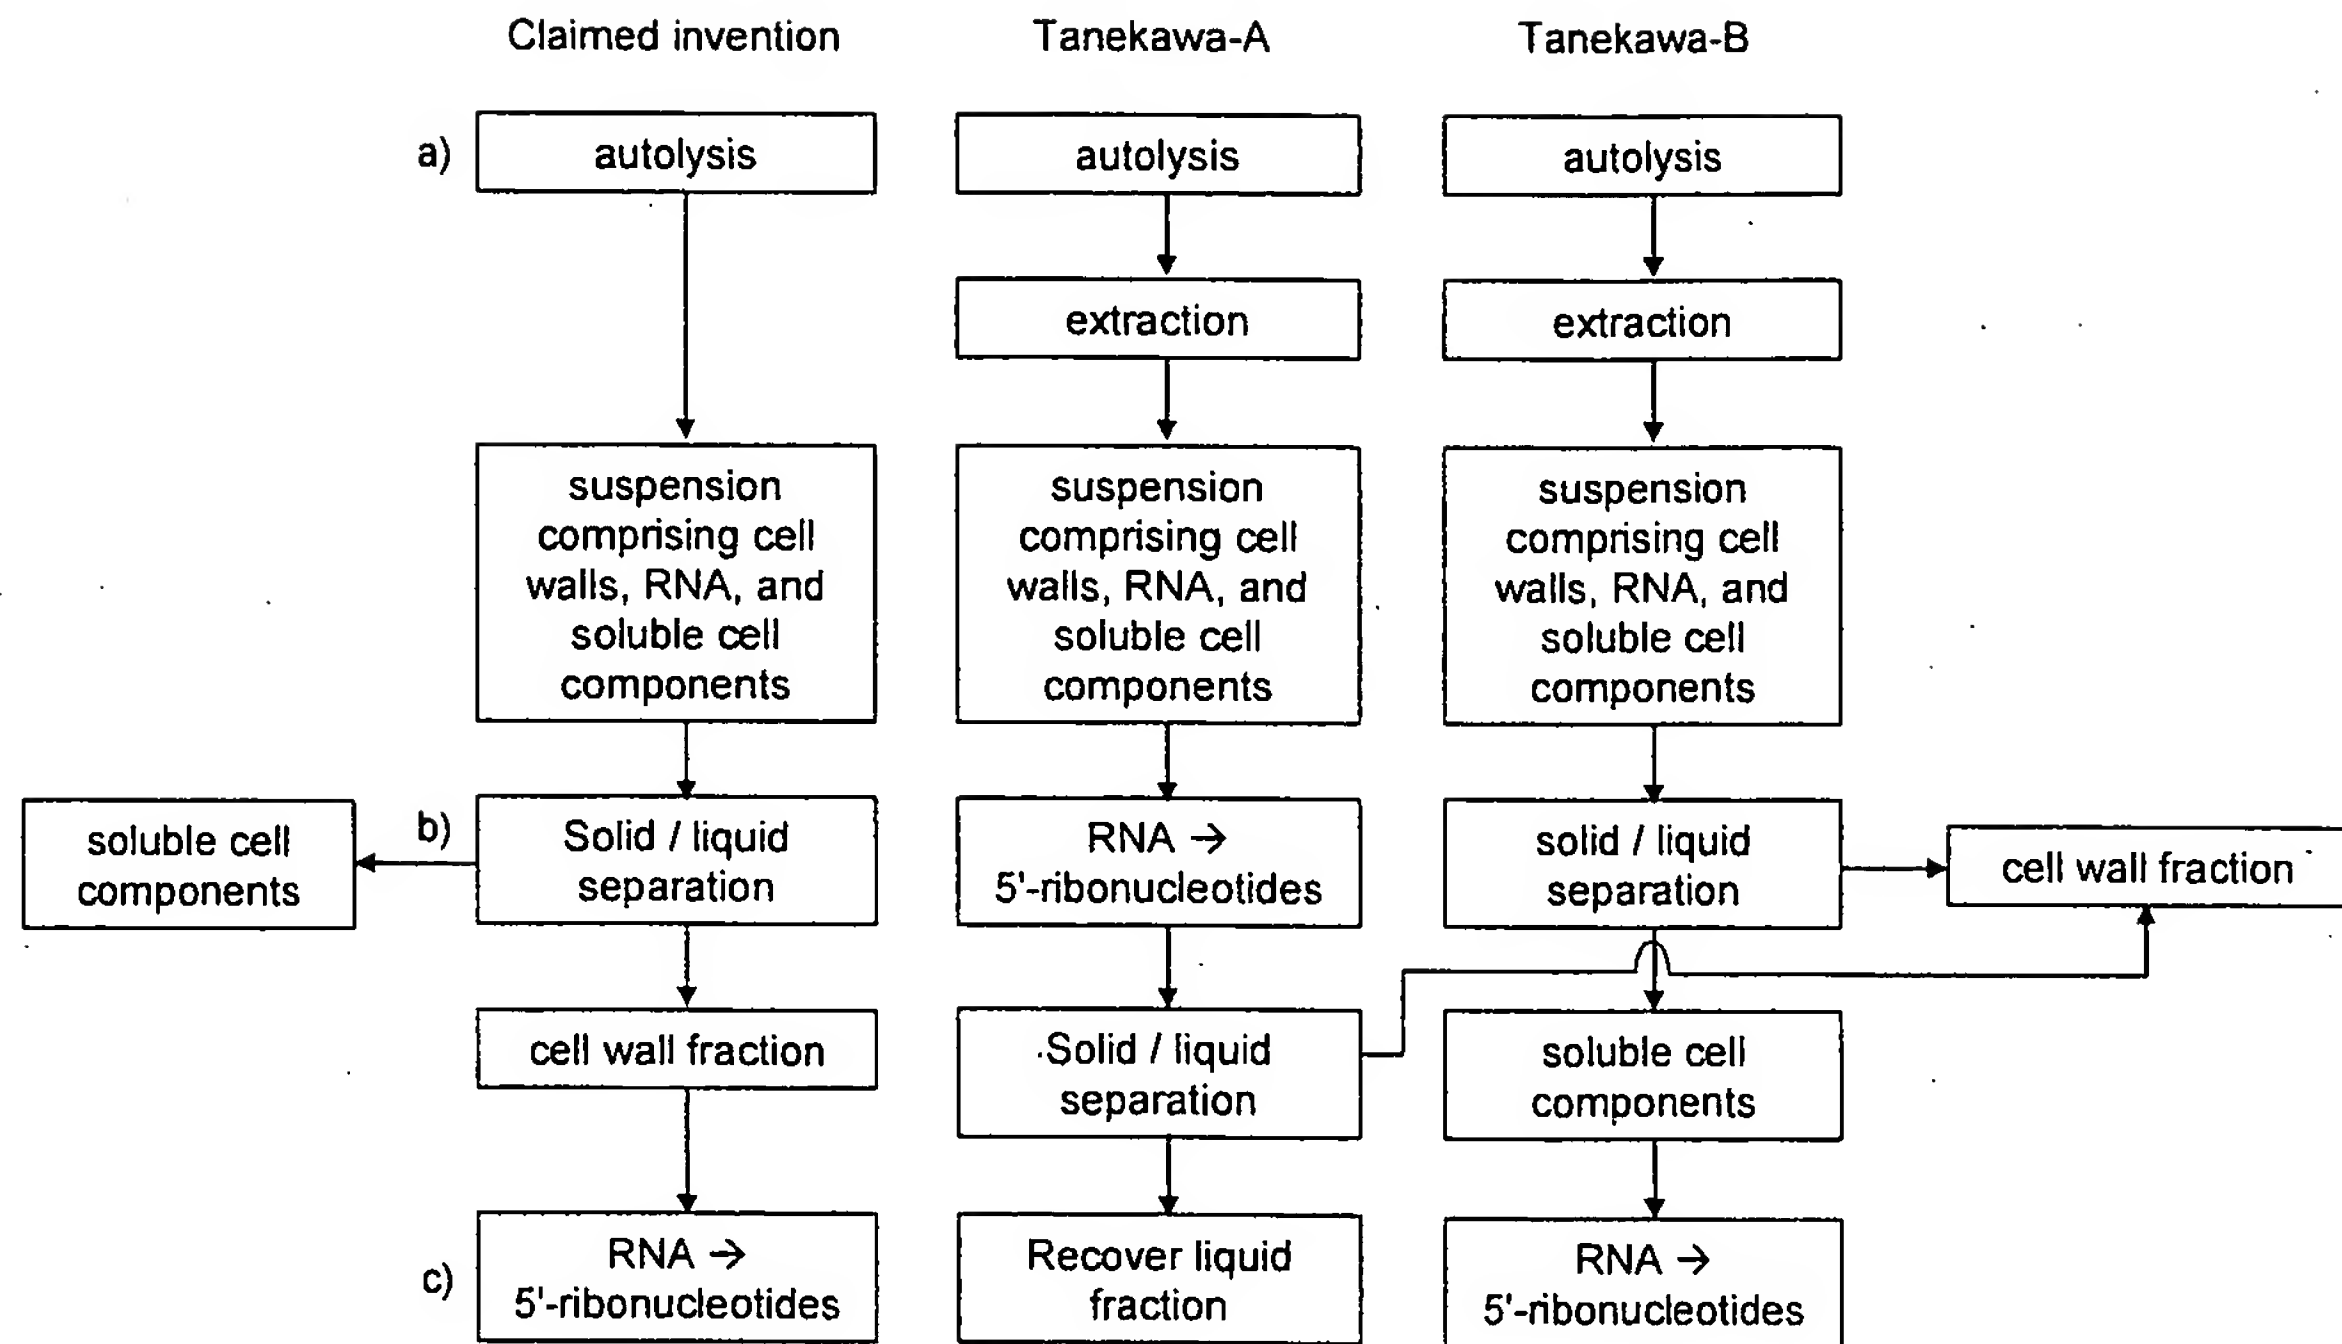 Claimed invention
Tanekawa-A
Tanekawa-B
a)
autolysis
autolysis
autolysis
extraction
extraction
suspension
comprising cell
walls, RNA, and
soluble cell
components
suspension
comprising cell
walls, RNA, and
soluble cell
components
suspension
comprising cell
walls, RNA, and
soluble cell
components
soluble cell
components
b)
Solid / liquid
separation
RNA →
5'-ribonucleotides
solid / liquid
separation
cell wall fraction
cell wall fraction
Solid / liquid
separation
soluble cell
components
c)
RNA →
5'-ribonucleotides
Recover liquid
fraction
RNA →
5'-ribonucleotides